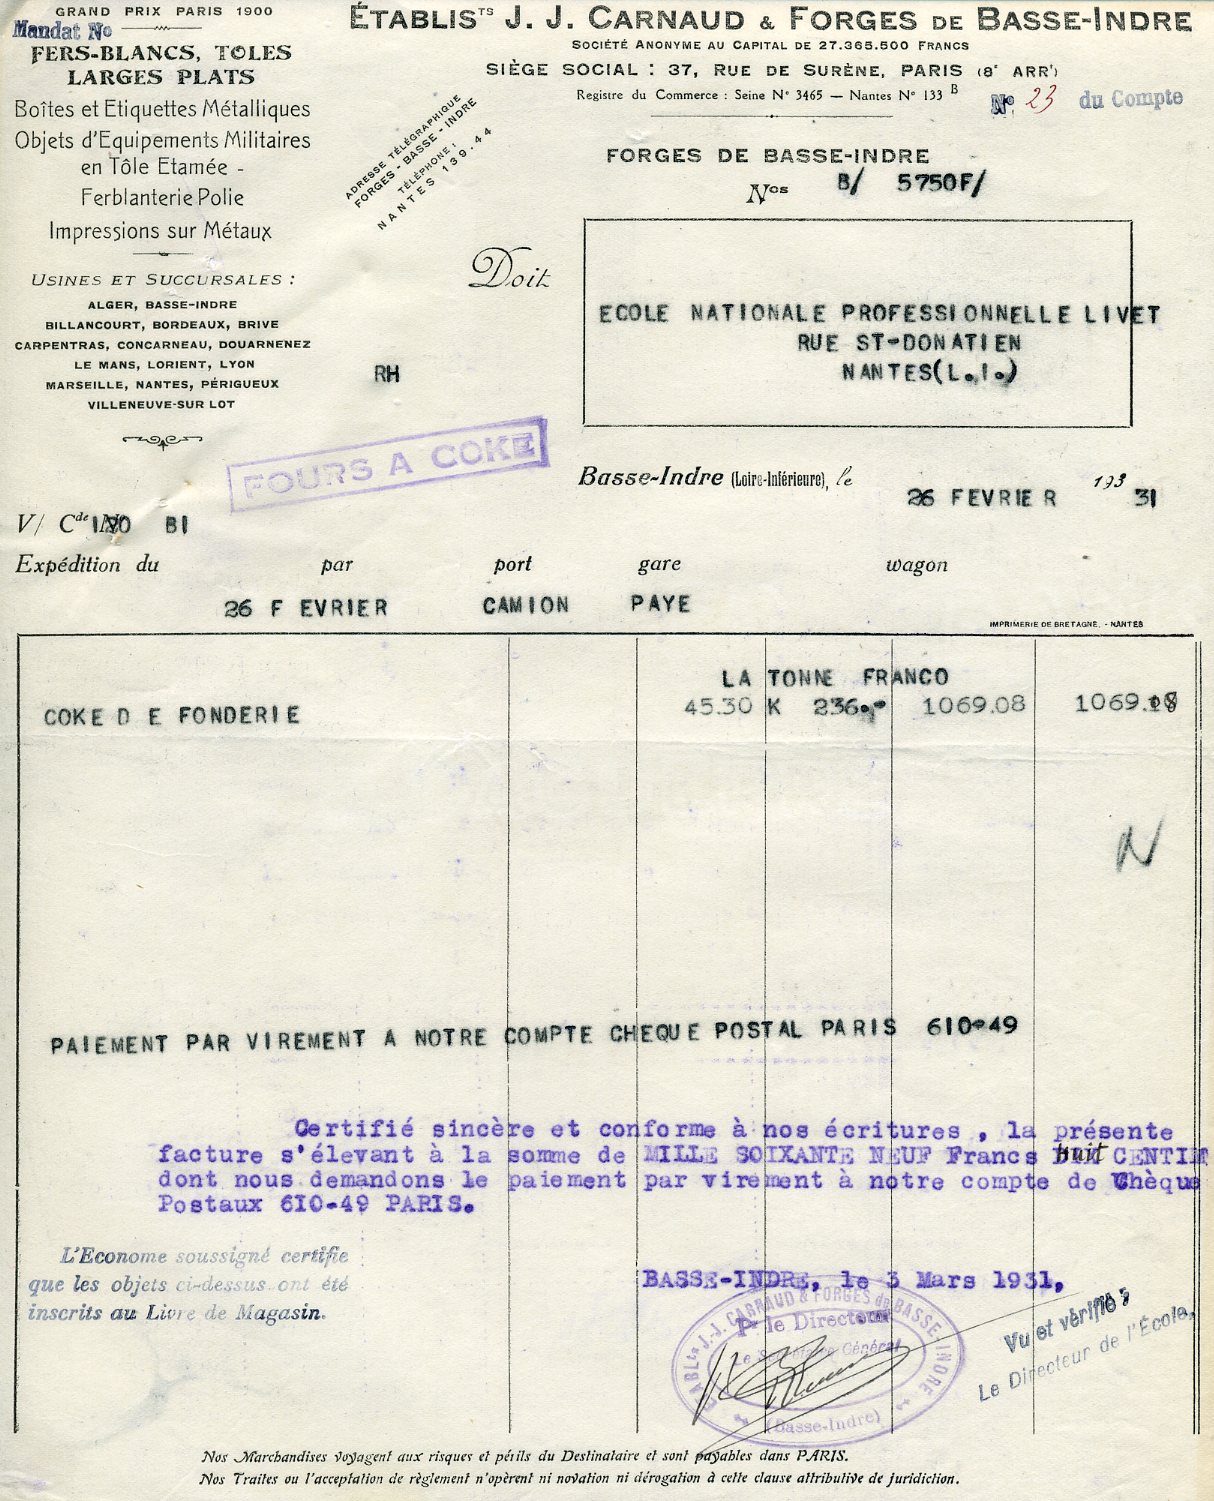 GRAND PRIX PARIS 1900
Mandat No
FERS-BLANCS, TOLES
LARGES PLATS
Boîtes et Etiquettes Métalliques
Objets d'Equipements Militaires
en Tôle Etamée -
Ferblanterie Polie
Impressions sur Métaux
USINES ET SUCCURSALES :
ALGER, BASSE-INDRE
BILLANCOURT, BORDEAUX, BRIVE
CARPENTRAS, CONCARNEAU, DOUARNENEZ
LE MANS, LORIENT, LYON
MARSEILLE, NANTES, PÉRIGUEUX
VILLENEUVE-SUR LOT
ÉTABLIS^TS J. J. CARNAUD & FORGES DE BASSE-INDRE
SOCIÉTÉ ANONYME AU CAPITAL DE 27.365.500 FRANCS
SIÈGE SOCIAL : 37, RUE DE SURÈNE, PARIS (8^e ARR^t)
Registre du Commerce : Seine N° 3465 — Nantes N° 133 B
N° 23 du Compte
ADRESSE TÉLÉGRAPHIQUE
FORGES - BASSE - INDRE
TÉLÉPHONE :
NANTES 139.44
FORGES DE BASSE-INDRE
Nos B/ 5750F/
Doit
ECOLE NATIONALE PROFESSIONNELLE LIVET
RUE ST-DONATIEN
NANTES(L.I.)
RH
FOURS A COKE
Basse-Indre (Loire-Inférieure), le 26 FEVRIER 193 31
V/ Cde N° 190 BI
Expédition du par port gare wagon
26 F EVRIER CAMION PAYE
IMPRIMERIE DE BRETAGNE, - NANTES
LA TONNE FRANCO
COKE D E FONDERIE 45.30 K 236.- 1069.08 1069.08
N
PAIEMENT PAR VIREMENT A NOTRE COMPTE CHEQUE POSTAL PARIS 610-49
Certifié sincère et conforme à nos écritures , la présente
facture s'élevant à la somme de MILLE SOIXANTE NEUF Francs huit CENTIM
dont nous demandons le paiement par virement à notre compte de Chèque
Postaux 610-49 PARIS.
L'Econome soussigné certifie
que les objets ci-dessus ont été
inscrits au Livre de Magasin.
BASSE-INDRE, le 3 Mars 1931,
ETABLts J.-J. CARNAUD & FORGES de BASSE-INDRE
P. le Directeur
Le Secrétaire Général
(Basse-Indre)
Vu et vérifié :
Le Directeur de l'École,
Nos Marchandises voyagent aux risques et périls du Destinataire et sont payables dans PARIS.
Nos Traites ou l'acceptation de règlement n'opèrent ni novation ni dérogation à cette clause attributive de juridiction.